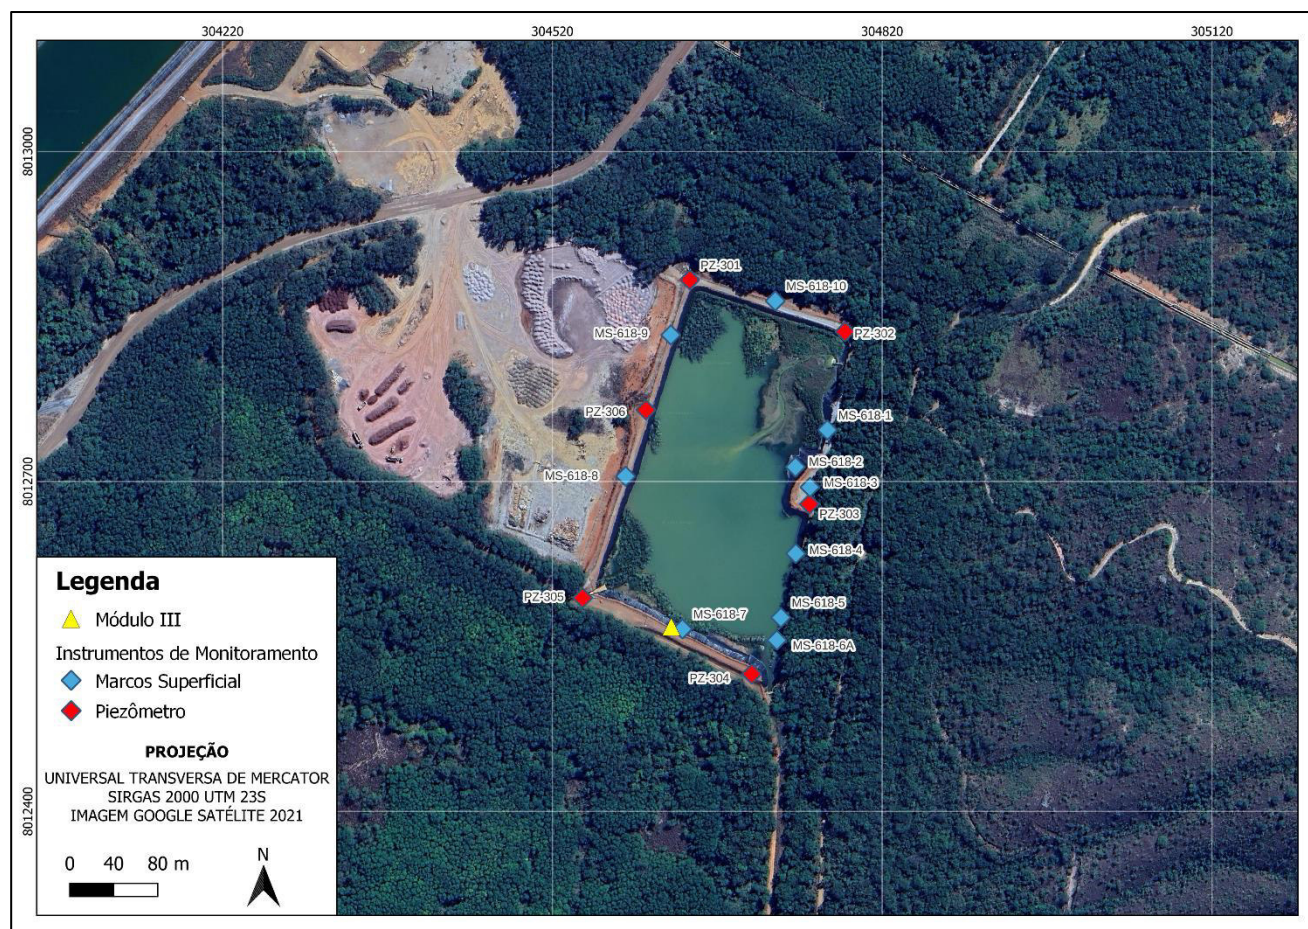 304220
304520
304820
305120
8013000
8012700
8012400
PZ-301
MS-618-10
MS-618-9
PZ-302
PZ-306
MS-618-1
MS-618-2
MS-618-8
MS-618-3
PZ-303
MS-618-4
PZ-305
MS-618-5
MS-618-7
MS-618-6A
PZ-304
Legenda
Módulo III
Instrumentos de Monitoramento
Marcos Superficial
Piezômetro
PROJEÇÃO
UNIVERSAL TRANSVERSA DE MERCATOR
SIRGAS 2000 UTM 23S
IMAGEM GOOGLE SATÉLITE 2021
0 40 80 m
N